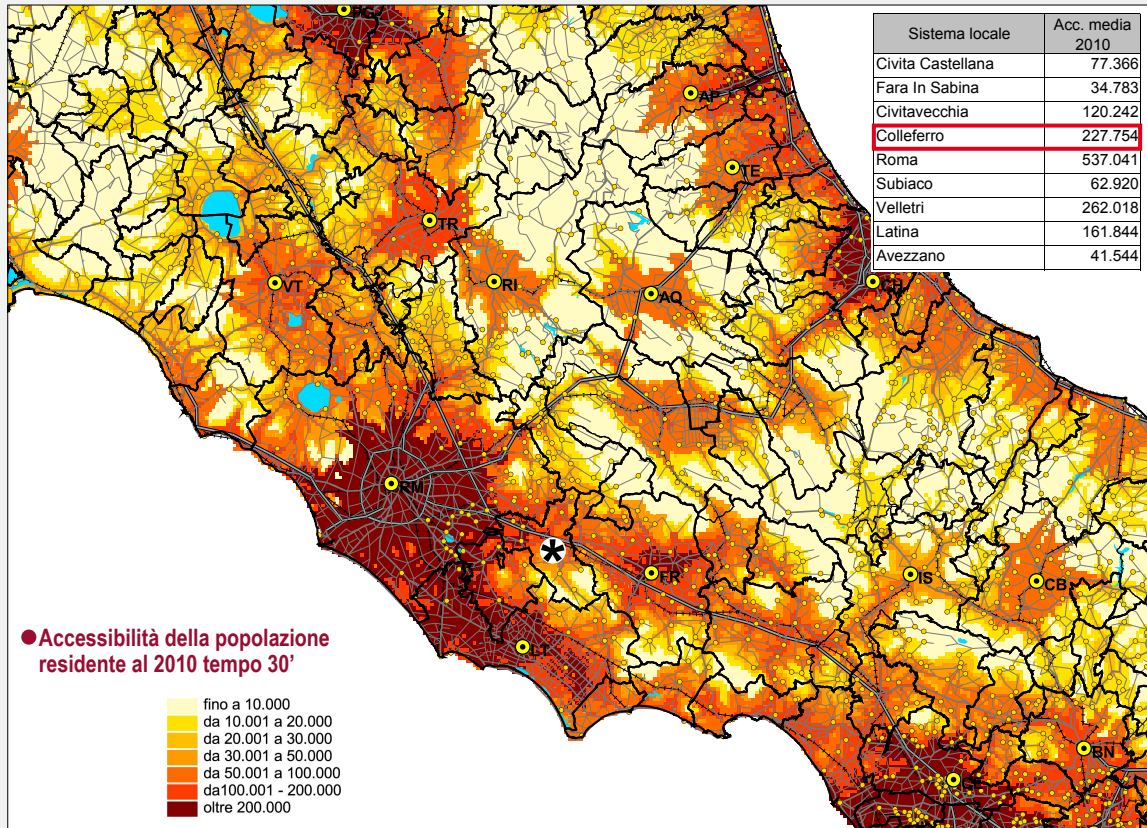 Sistema locale Acc. media 2010
Civita Castellana 77.366
Fara In Sabina 34.783
Civitavecchia 120.242
Colleferro 227.754
Roma 537.041
Subiaco 62.920
Velletri 262.018
Latina 161.844
Avezzano 41.544
AP
TE
TR
CH
VT
RI
AQ
RM
*
FR
IS
CB
LT
BN
Accessibilità della popolazione
residente al 2010 tempo 30’
fino a 10.000
da 10.001 a 20.000
da 20.001 a 30.000
da 30.001 a 50.000
da 50.001 a 100.000
da100.001 - 200.000
oltre 200.000